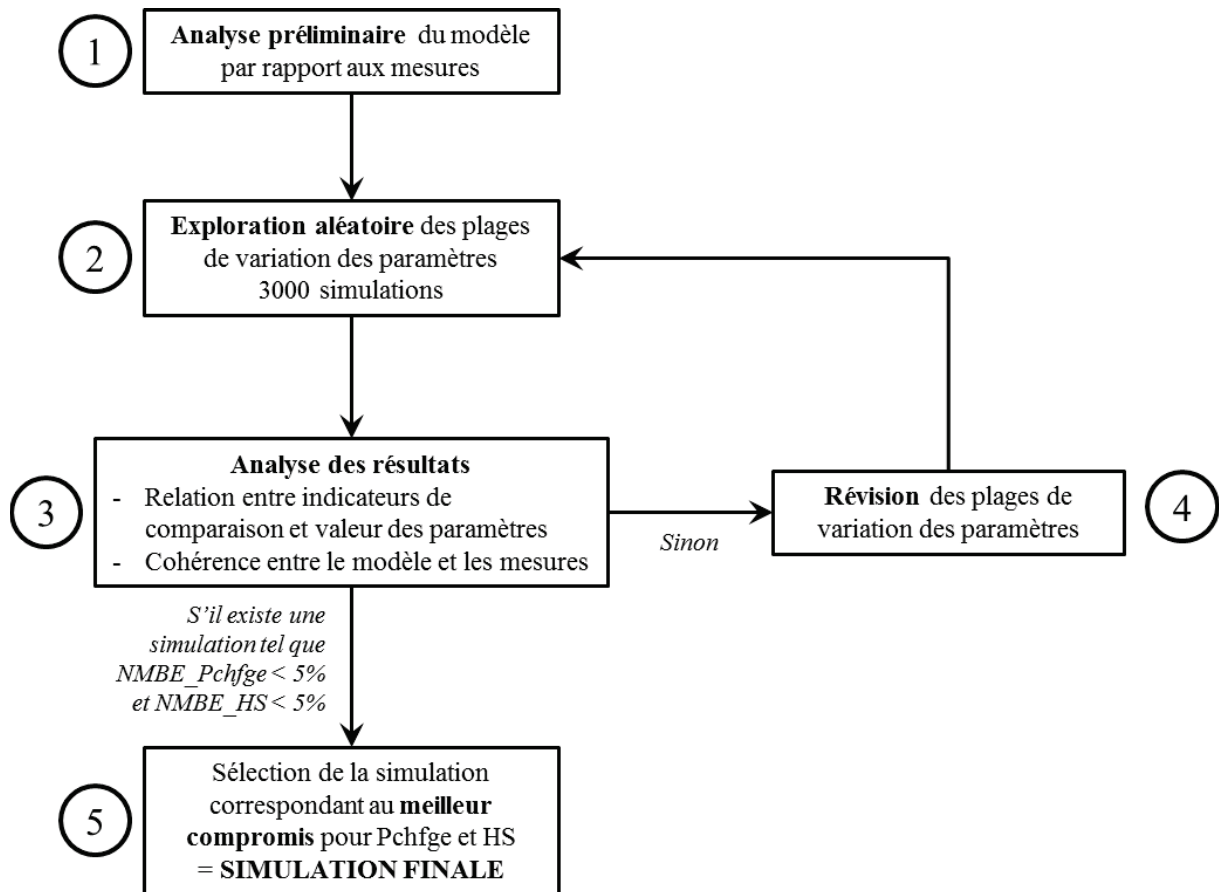 1
Analyse préliminaire du modèle
par rapport aux mesures
2
Exploration aléatoire des plages
de variation des paramètres
3000 simulations
3
Analyse des résultats
- Relation entre indicateurs de
comparaison et valeur des paramètres
- Cohérence entre le modèle et les mesures
Sinon
Révision des plages de
variation des paramètres
4
S'il existe une
simulation tel que
NMBE_Pchfge < 5%
et NMBE_HS < 5%
5
Sélection de la simulation
correspondant au meilleur
compromis pour Pchfge et HS
= SIMULATION FINALE